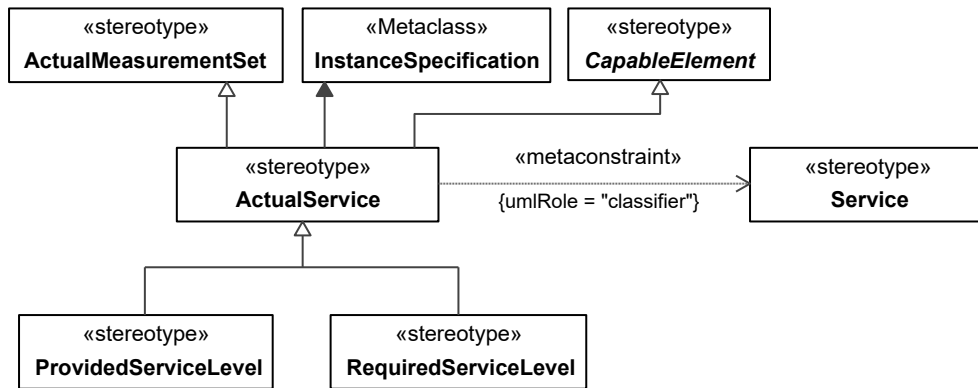 «stereotype»
ActualMeasurementSet
«Metaclass»
InstanceSpecification
«stereotype»
CapableElement
«stereotype»
ActualService
«metaconstraint»
{umlRole = "classifier"}
«stereotype»
Service
«stereotype»
ProvidedServiceLevel
«stereotype»
RequiredServiceLevel